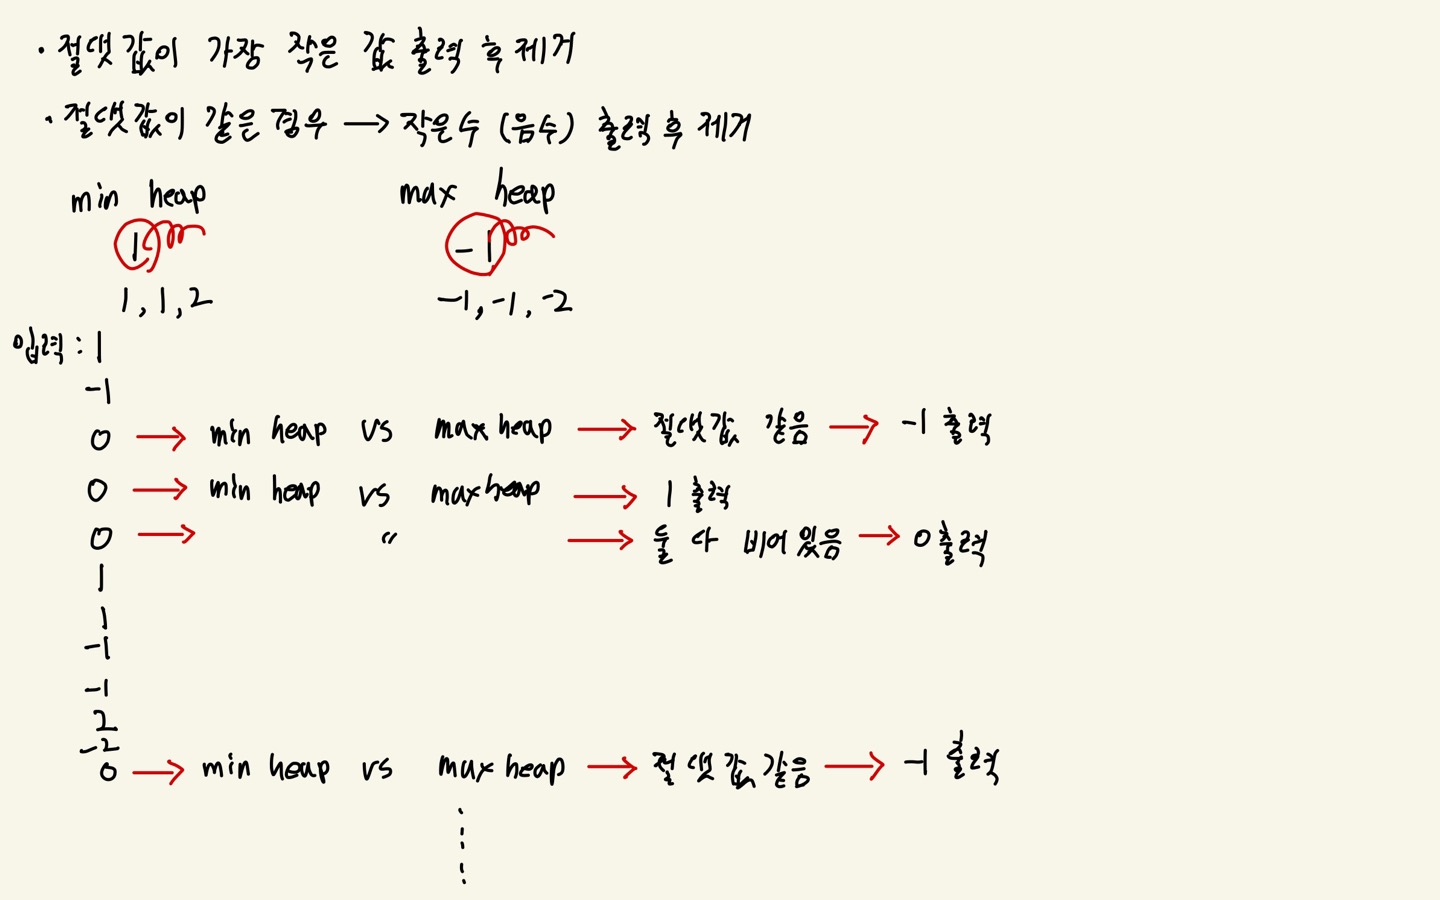 · 절댓값이 가장 작은 값 출력 후 제거
· 절댓값이 같은 경우 → 작은수 (음수) 출력 후 제거
min heap max heap
1 -1
1, 1, 2 -1, -1, -2
입력 : 1
-1
0 → min heap vs max heap → 절댓값 같음 → -1 출력
0 → min heap vs max heap → 1 출력
0 → 〃 → 둘 다 비어있음 → 0 출력
1
1
-1
-1
2
-2
0 → min heap vs max heap → 절댓값 같음 → -1 출력